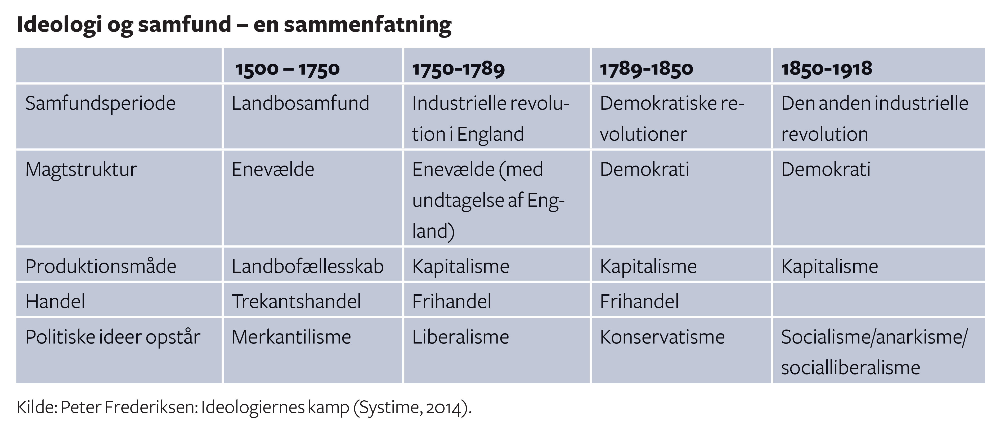 Ideologi og samfund – en sammenfatning
1500 – 1750
1750-1789
1789-1850
1850-1918
Samfundsperiode
Landbosamfund
Industrielle revolu-
tion i England
Demokratiske re-
volutioner
Den anden industrielle
revolution
Magtstruktur
Enevælde
Enevælde (med
undtagelse af Eng-
land)
Demokrati
Demokrati
Produktionsmåde
Landbofællesskab
Kapitalisme
Kapitalisme
Kapitalisme
Handel
Trekantshandel
Frihandel
Frihandel
Politiske ideer opstår
Merkantilisme
Liberalisme
Konservatisme
Socialisme/anarkisme/
socialliberalisme
Kilde: Peter Frederiksen: Ideologiernes kamp (Systime, 2014).